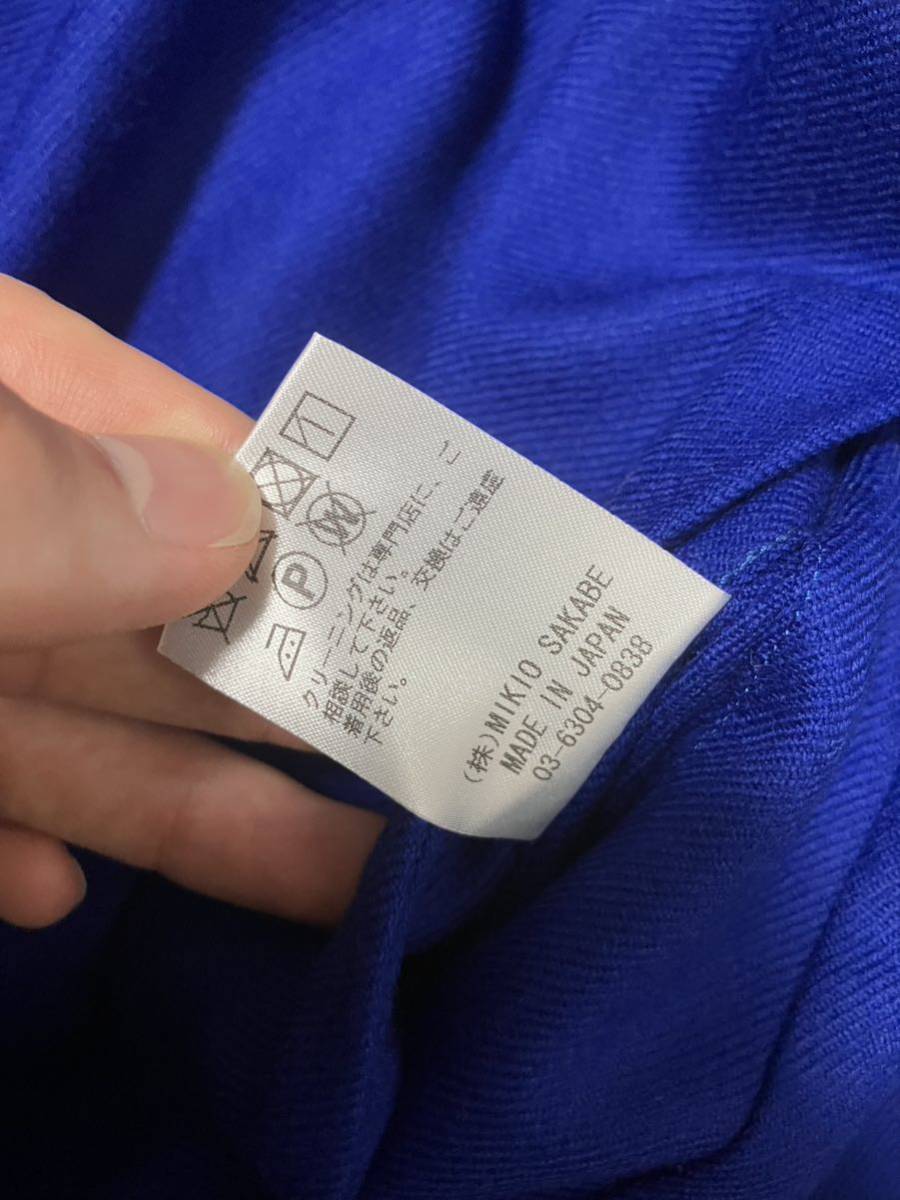 P
W
クリーニングは専門店に、ご
相談して下さい。
着用後の返品、交換はご遠慮
下さい。
(株)MIKIO SAKABE
MADE IN JAPAN
03-6304-0838